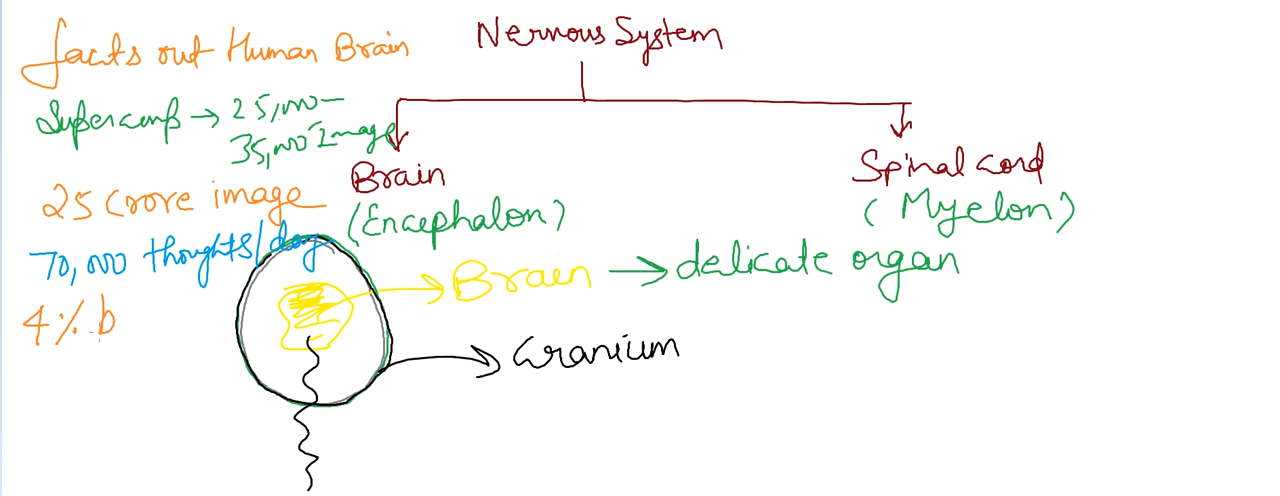 facts out Human Brain
Supercomp → 25,000-
35,000 Image
25 Crore image
70,000 thoughts/day
4% b
Nervous System
Brain
(Encephalon)
Spinal cord
(Myelon)
Brain → delicate organ
Cranium